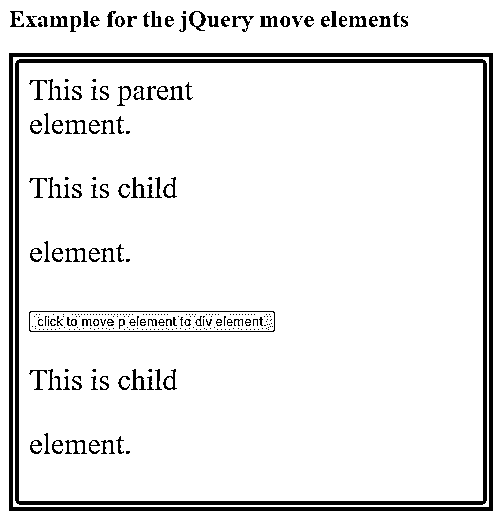 Example for the jQuery move elements
This is parent
element.
This is child
element.
click to move p element to div element.
This is child
element.